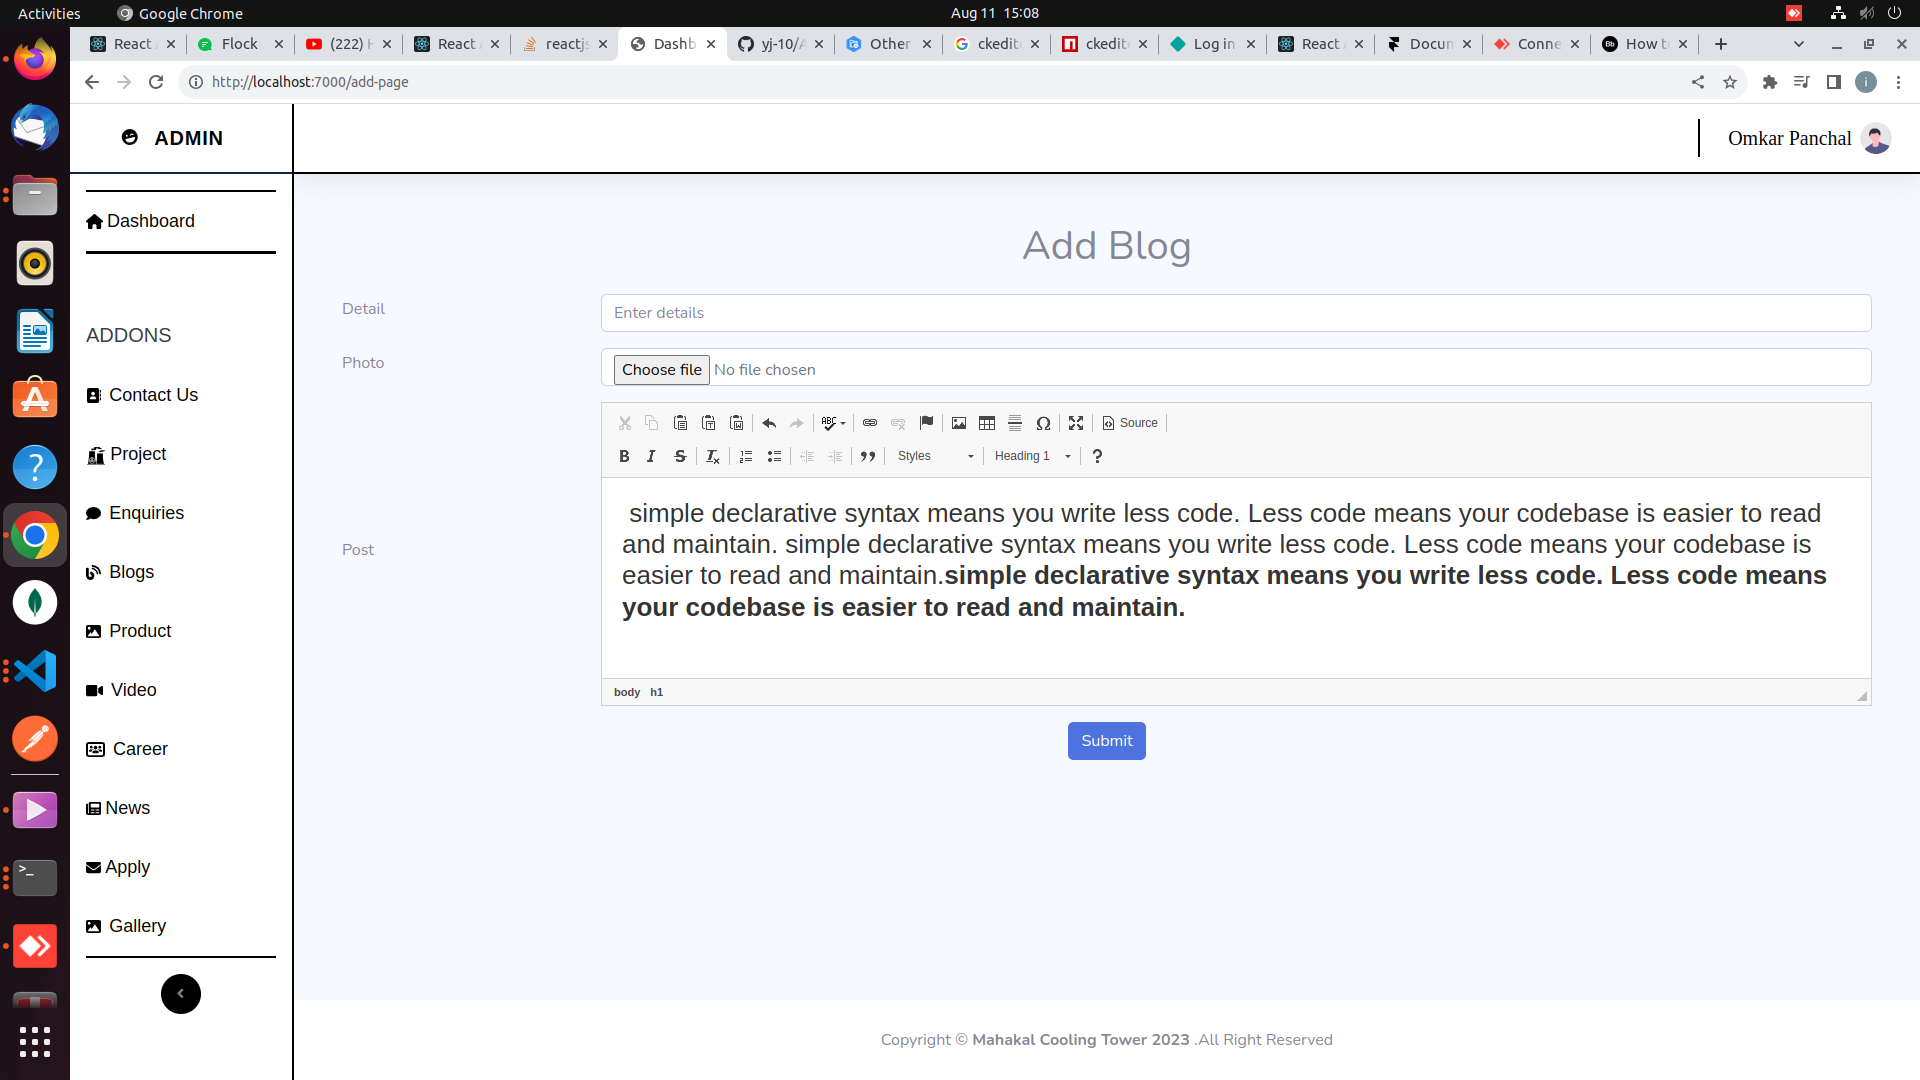 Activities
Google Chrome
Aug 11 15:08
React
Flock
(222)
React
reactjs
Dashb
yj-10/
Other
ckedit
ckedit
Log in
React
Docun
Conne
How t
http://localhost:7000/add-page
i
ADMIN
Omkar Panchal
Dashboard
ADDONS
Contact Us
Project
Enquiries
Blogs
Product
Video
Career
News
Apply
Gallery
Add Blog
Detail
Enter details
Photo
Choose file No file chosen
ABC
Source
B I S Styles Heading 1 ?
Post
simple declarative syntax means you write less code. Less code means your codebase is easier to read
and maintain. simple declarative syntax means you write less code. Less code means your codebase is
easier to read and maintain.simple declarative syntax means you write less code. Less code means
your codebase is easier to read and maintain.
body h1
Submit
Copyright © Mahakal Cooling Tower 2023 .All Right Reserved